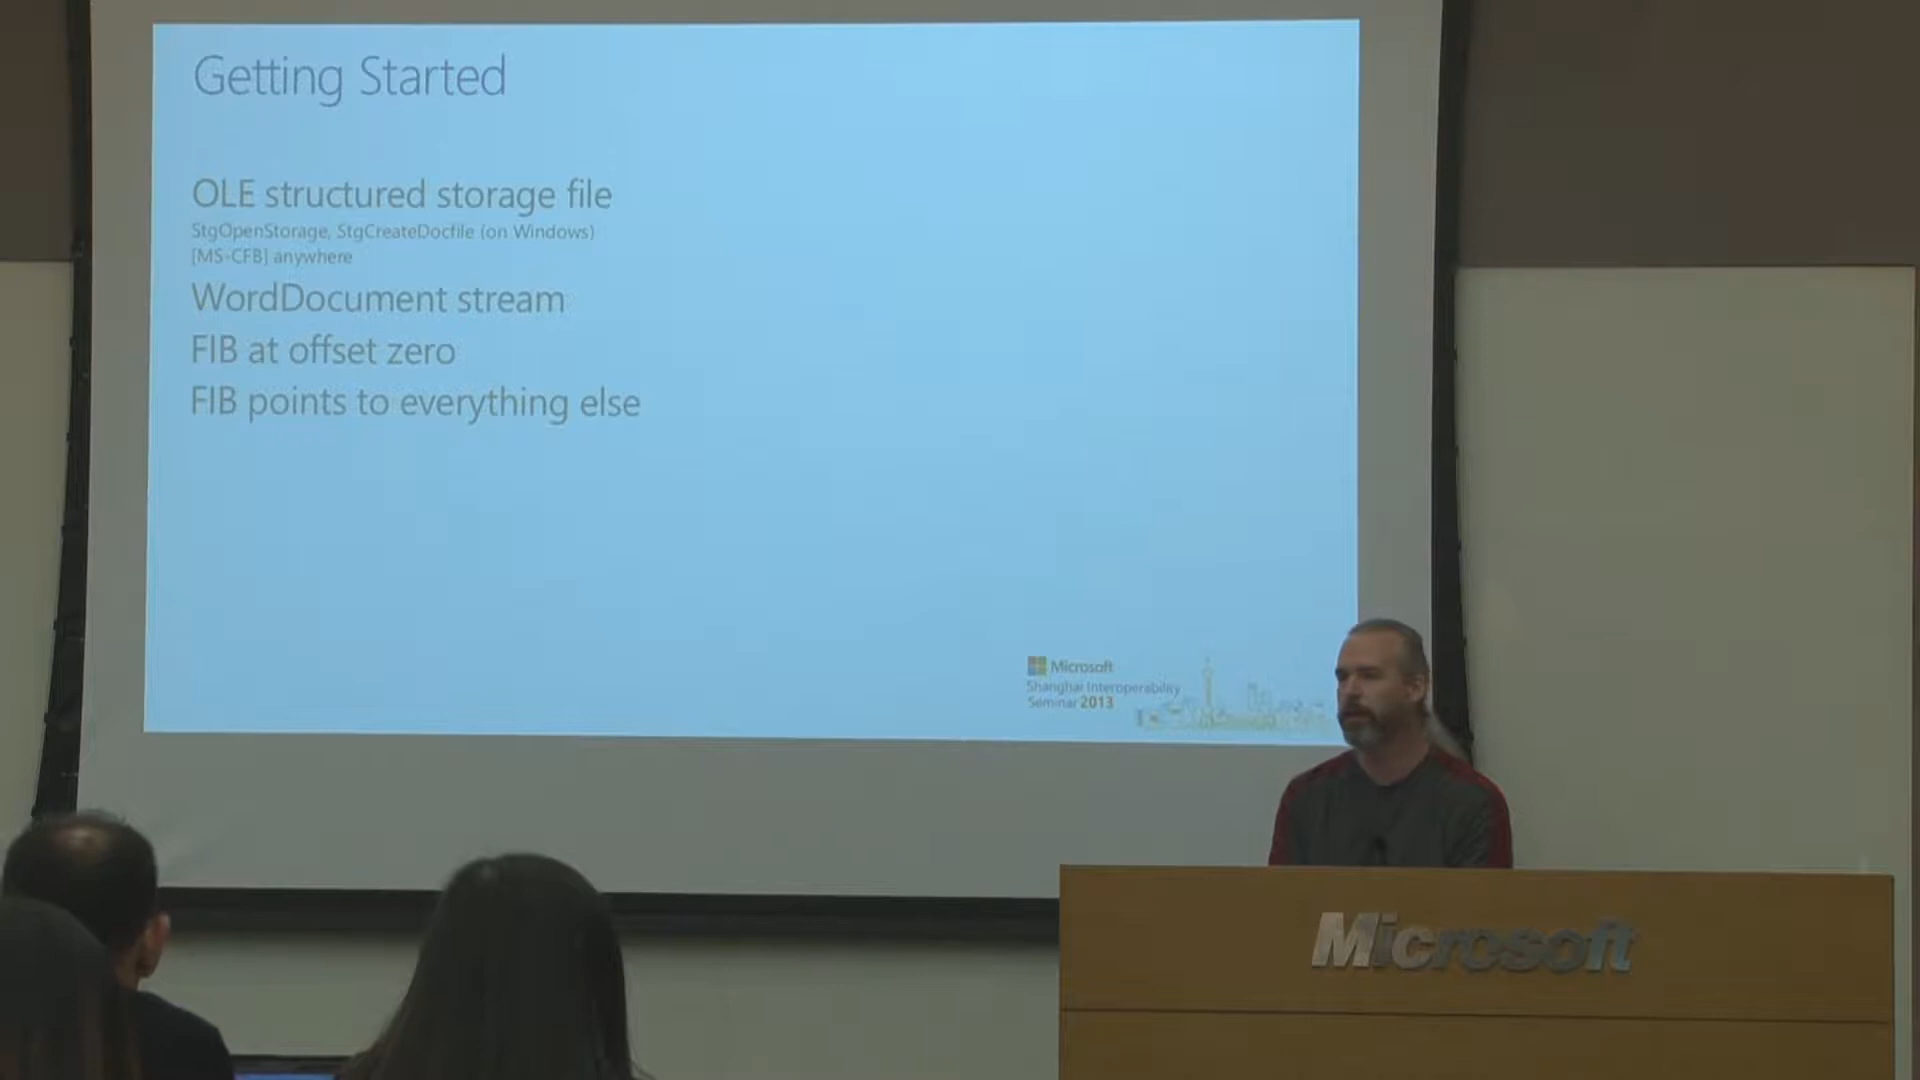 Getting Started
OLE structured storage file
StgOpenStorage, StgCreateDocfile (on Windows)
[MS-CFB] anywhere
WordDocument stream
FIB at offset zero
FIB points to everything else
Microsoft
Shanghai Interoperability
Seminar 2013
Microsoft